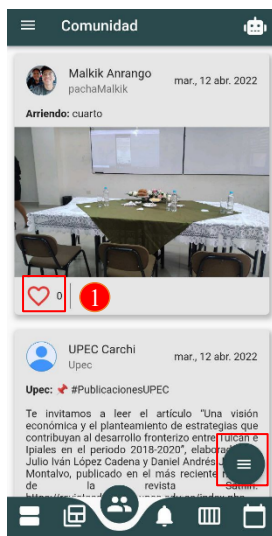 Comunidad
Malkik Anrango
mar., 12 abr. 2022
pachaMalkik
Arriendo: cuarto
0
1
UPEC Carchi
mar., 12 abr. 2022
Upec
Upec: 📌 #PublicacionesUPEC
Te invitamos a leer el artículo "Una visión
económica y el planteamiento de estrategias que
contribuyan al desarrollo fronterizo entre Tulcán e
Ipiales en el periodo 2018-2020", elabora
Julio Iván López Cadena y Daniel Andrés
Montalvo, publicado en el más reciente
de la revista